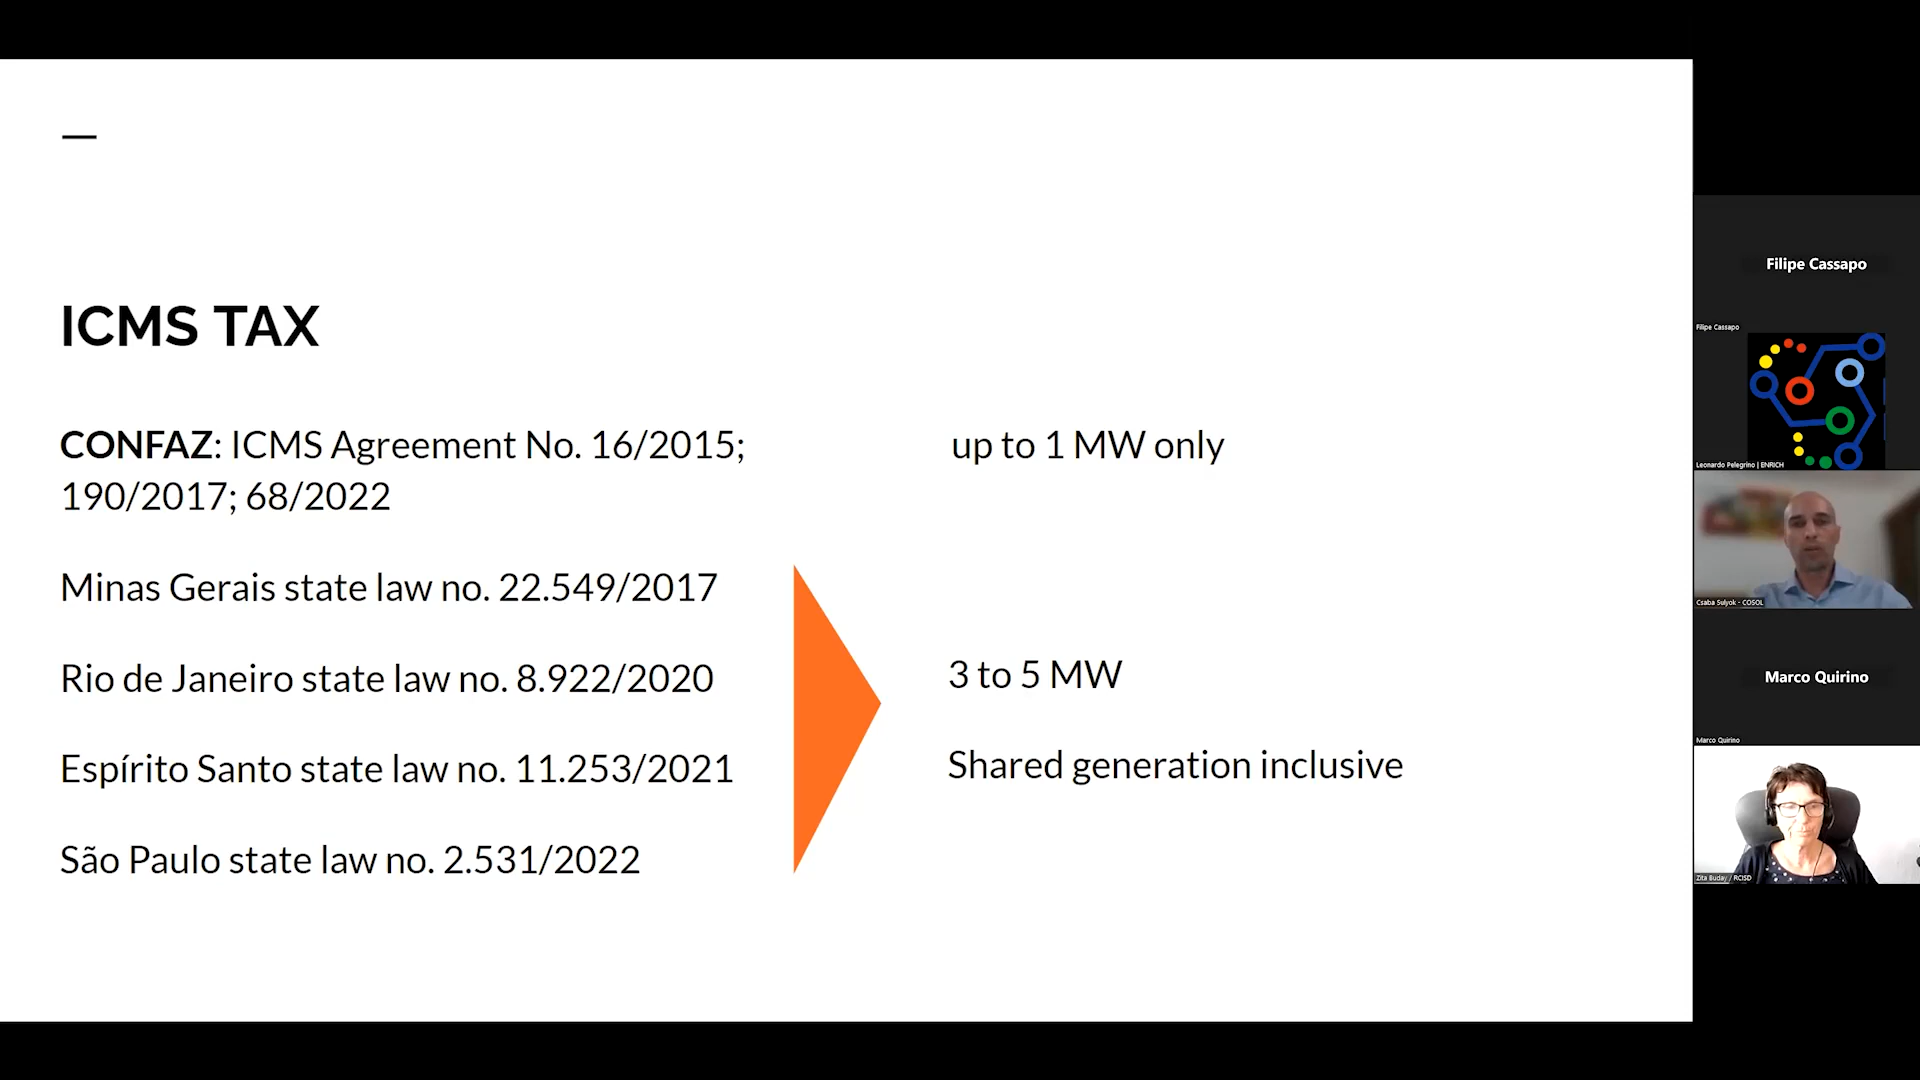 ICMS TAX
CONFAZ: ICMS Agreement No. 16/2015;
190/2017; 68/2022
up to 1 MW only
Minas Gerais state law no. 22.549/2017
Rio de Janeiro state law no. 8.922/2020
Espírito Santo state law no. 11.253/2021
São Paulo state law no. 2.531/2022
3 to 5 MW
Shared generation inclusive
Filipe Cassapo
Filipe Cassapo
Leonardo Pelegrino | ENRICH
Csaba Sulyok - COSOL
Marco Quirino
Marco Quirino
Zita Buday / RCISD